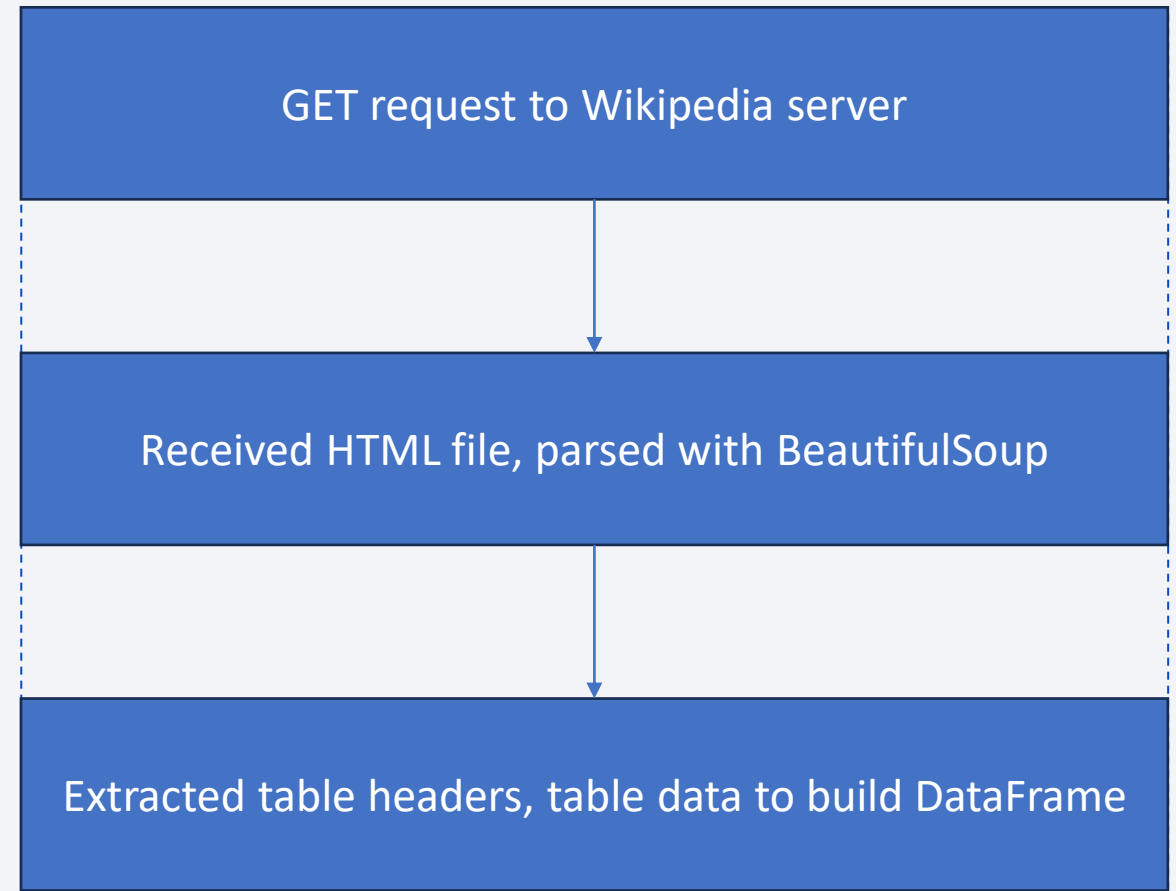 GET request to Wikipedia server
Received HTML file, parsed with BeautifulSoup
Extracted table headers, table data to build DataFrame